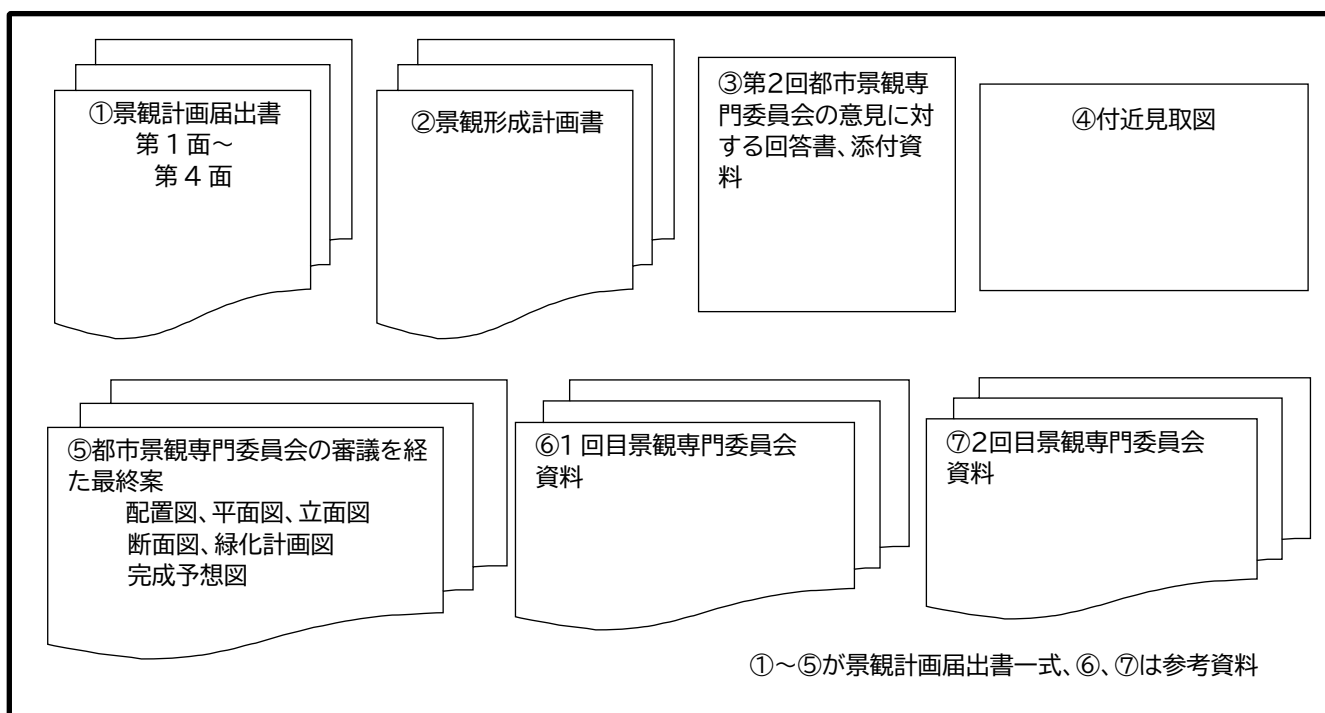 ①景観計画届出書
第1面～
第4面
②景観形成計画書
③第2回都市景観専
門委員会の意見に対
する回答書、添付資
料
④付近見取図
⑤都市景観専門委員会の審議を経
た最終案
配置図、平面図、立面図
断面図、緑化計画図
完成予想図
⑥1回目景観専門委員会
資料
⑦2回目景観専門委員会
資料
①～⑤が景観計画届出書一式、⑥、⑦は参考資料